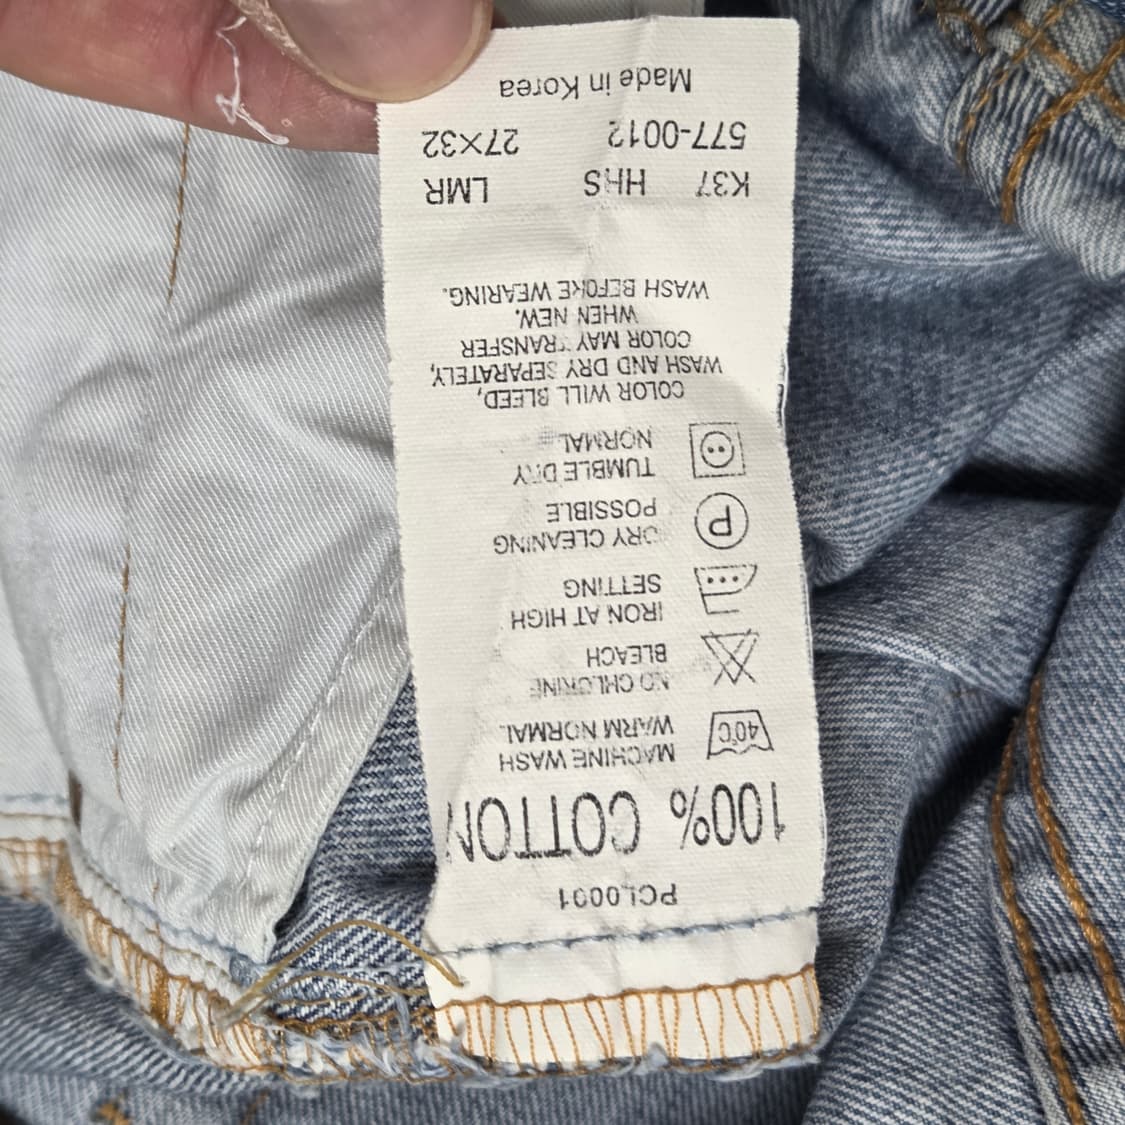 PCL0001
100% COTTON
40°C
MACHINE WASH
WARM NORMAL
NO CHLORINE
BLEACH
IRON AT HIGH
SETTING
P
DRY CLEANING
POSSIBLE
TUMBLE DRY
NORMAL
COLOR WILL BLEED,
WASH AND DRY SEPARATELY,
COLOR MAY TRANSFER
WHEN NEW.
WASH BEFORE WEARING.
K37 HHS LMR
577-0012 27×32
Made in Korea